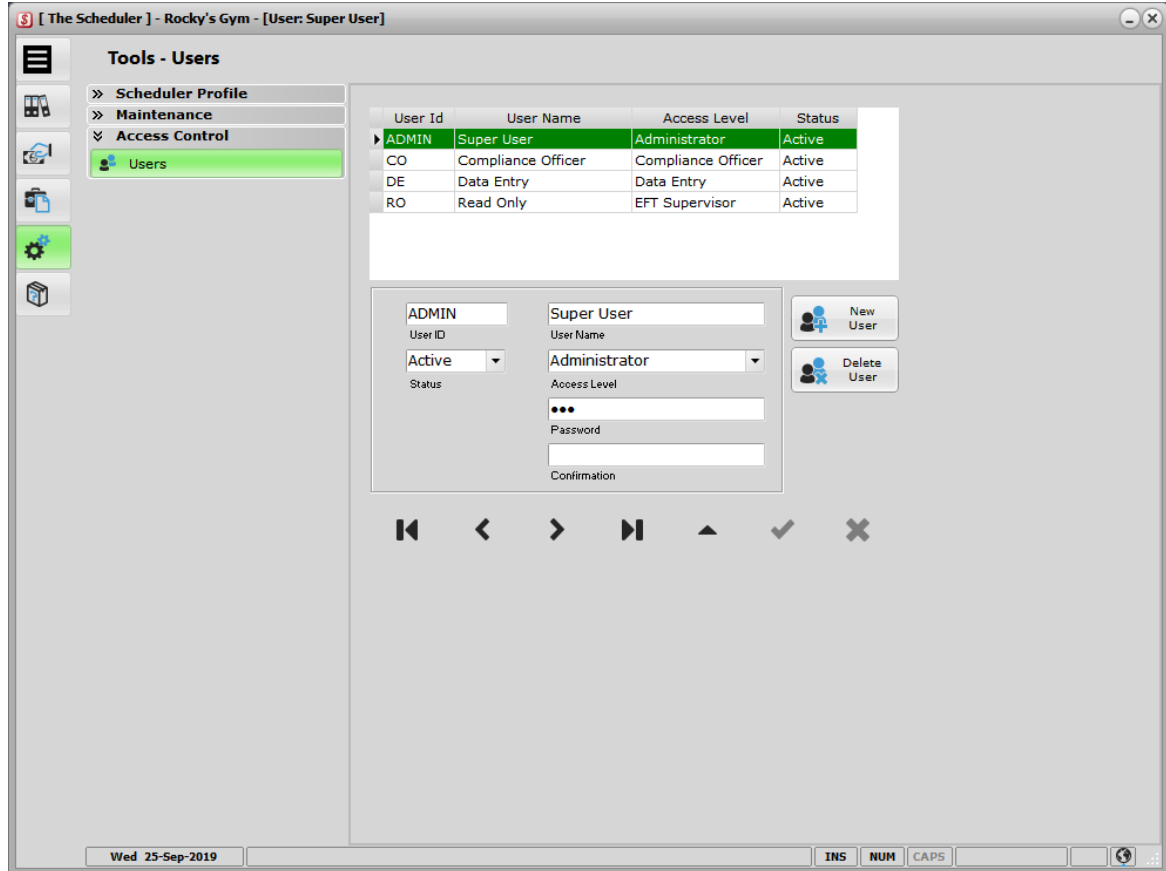 [ The Scheduler ] - Rocky's Gym - [User: Super User]
Tools - Users
Scheduler Profile
Maintenance
Access Control
Users
User Id User Name Access Level Status
ADMIN Super User Administrator Active
CO Compliance Officer Compliance Officer Active
DE Data Entry Data Entry Active
RO Read Only EFT Supervisor Active
ADMIN Super User
User ID User Name
Active Administrator
Status Access Level
•••
Password
Confirmation
New User
Delete User
Wed 25-Sep-2019 INS NUM CAPS